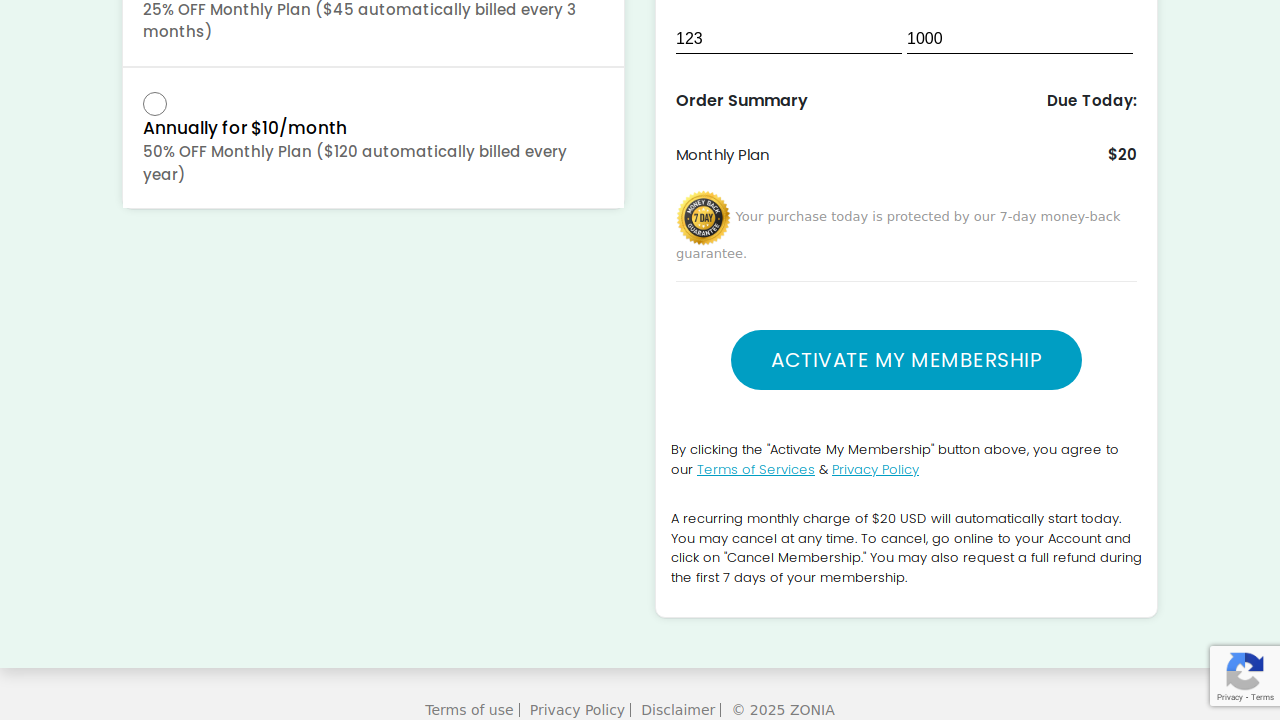 25% OFF Monthly Plan ($45 automatically billed every 3
months)
Annually for $10/month
50% OFF Monthly Plan ($120 automatically billed every
year)
123 1000
Order Summary Due Today:
Monthly Plan $20
MONEY BACK
7 DAY
GUARANTEE
Your purchase today is protected by our 7-day money-back
guarantee.
ACTIVATE MY MEMBERSHIP
By clicking the "Activate My Membership" button above, you agree to
our Terms of Services & Privacy Policy
A recurring monthly charge of $20 USD will automatically start today.
You may cancel at any time. To cancel, go online to your Account and
click on "Cancel Membership." You may also request a full refund during
the first 7 days of your membership.
Privacy - Terms
Terms of use | Privacy Policy | Disclaimer | © 2025 ZONIA